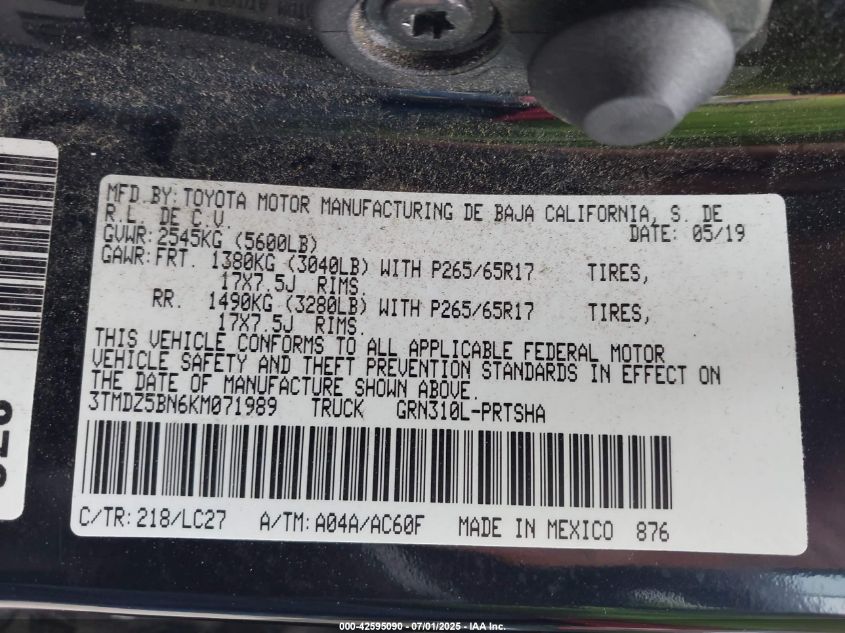 MFD BY: TOYOTA MOTOR MANUFACTURING DE BAJA CALIFORNIA, S. DE
R.L. DE C.V. DATE: 05/19
GVWR: 2545KG (5600LB)
GAWR: FRT. 1380KG (3040LB) WITH P265/65R17 TIRES,
17X7.5J RIMS.
RR. 1490KG (3280LB) WITH P265/65R17 TIRES,
17X7.5J RIMS.
THIS VEHICLE CONFORMS TO ALL APPLICABLE FEDERAL MOTOR
VEHICLE SAFETY AND THEFT PREVENTION STANDARDS IN EFFECT ON
THE DATE OF MANUFACTURE SHOWN ABOVE.
3TMDZ5BN6KM071989 TRUCK GRN310L-PRTSHA
C/TR: 218/LC27 A/TM: A04A/AC60F MADE IN MEXICO 876
000-42595090 - 07/01/2025 - IAA Inc.